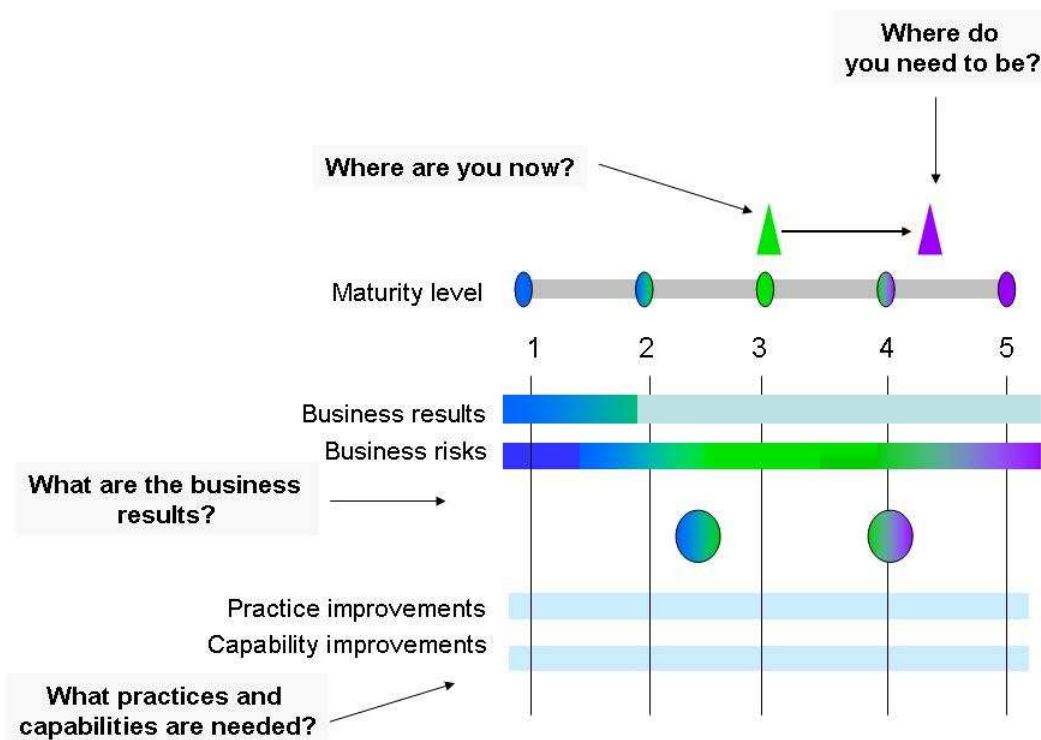 Where do
you need to be?
Where are you now?
Maturity level
1 2 3 4 5
Business results
Business risks
What are the business
results?
Practice improvements
Capability improvements
What practices and
capabilities are needed?